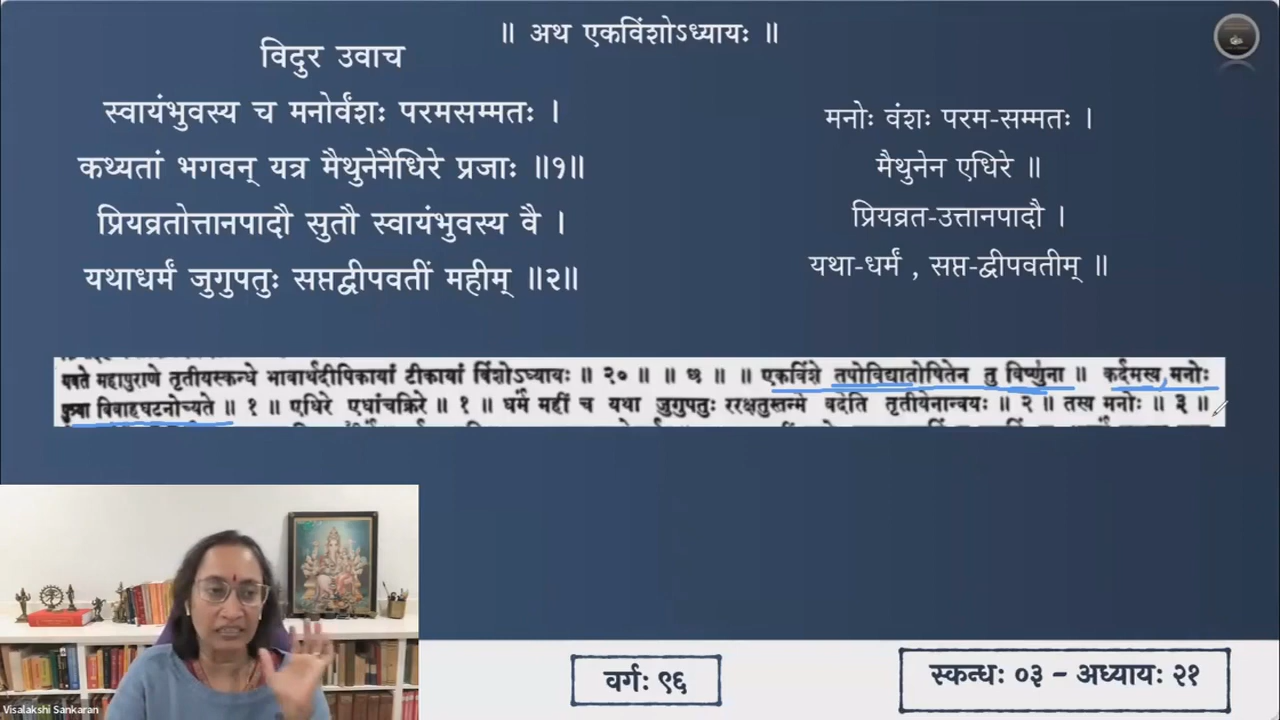 ॥ अथ एकविंशोऽध्यायः ॥
विदुर उवाच
स्वायंभुवस्य च मनोर्वंशः परमसम्मतः ।
कथ्यतां भगवन् यत्र मैथुनेनैधिरे प्रजाः ॥१॥
प्रियव्रतोत्तानपादौ सुतौ स्वायंभुवस्य वै ।
यथाधर्मं जुगुपतुः सप्तद्वीपवतीं महीम् ॥२॥
मनोः वंशः परम-सम्मतः ।
मैथुनेन एधिरे ॥
प्रियव्रत-उत्तानपादौ ।
यथा-धर्मं , सप्त-द्वीपवतीम् ॥
महापुराणे तृतीयस्कन्धे भावार्थदीपिकायां टीकायां विंशोऽध्यायः ॥ २० ॥ ॥ छ ॥ ॥ एकविंशे तपोविद्यातोषितेन तु विष्णुना ॥ कर्दमस्य मनोः
विवाहघटनोच्यते ॥ १ ॥ एधिरे एधांचक्रिरे ॥ १ ॥ धर्मं महीं च यथा जुगुपतुः ररक्षतुस्तन्मे वदेति तृतीयेनान्वयः ॥ २ ॥ तस्य मनोः ॥ ३ ॥
Visalakshi Sankaran
वर्गः ९६
स्कन्धः ०३ - अध्यायः २१